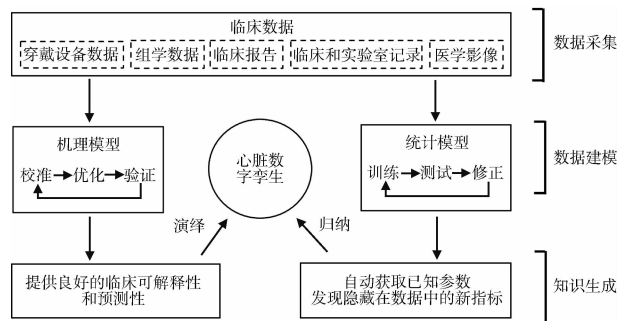 临床数据
穿戴设备数据 组学数据 临床报告 临床和实验室记录 医学影像
数据采集
机理模型
校准 优化 验证
心脏数
字孪生
统计模型
训练 测试 修正
数据建模
演绎
归纳
提供良好的临床可解释性
和预测性
自动获取已知参数
发现隐藏在数据中的新指标
知识生成